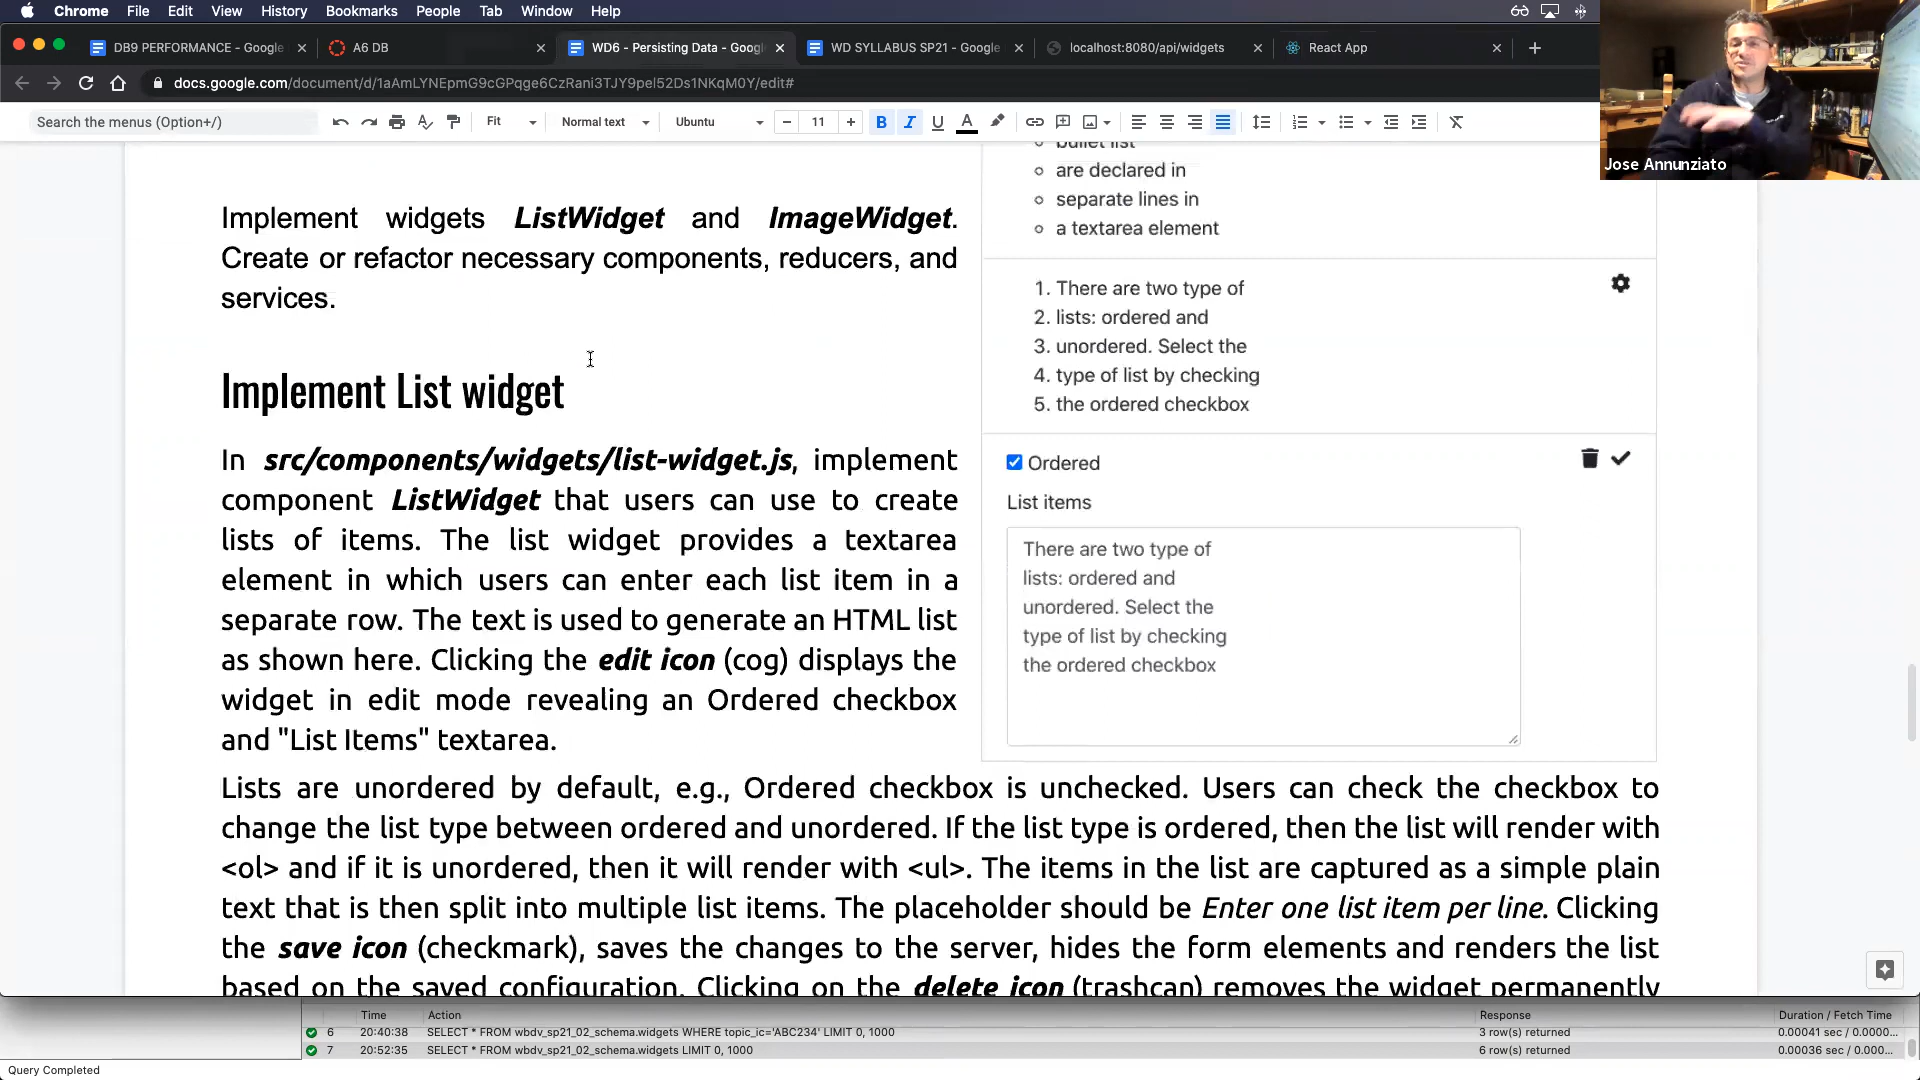 Chrome File Edit View History Bookmarks People Tab Window Help
DB9 PERFORMANCE - Google
A6 DB
WD6 - Persisting Data - Googl
WD SYLLABUS SP21 - Google
localhost:8080/api/widgets
React App
docs.google.com/document/d/1aAmLYNEpmG9cGPqge6CzRani3TJY9pel52Ds1NKqM0Y/edit#
Search the menus (Option+/)
Fit
Normal text
Ubuntu
11
B I U A
Jose Annunziato
Implement widgets ListWidget and ImageWidget.
Create or refactor necessary components, reducers, and
services.
Implement List widget
In src/components/widgets/list-widget.js, implement
component ListWidget that users can use to create
lists of items. The list widget provides a textarea
element in which users can enter each list item in a
separate row. The text is used to generate an HTML list
as shown here. Clicking the edit icon (cog) displays the
widget in edit mode revealing an Ordered checkbox
and "List Items" textarea.
bullet list
are declared in
separate lines in
a textarea element
1. There are two type of
2. lists: ordered and
3. unordered. Select the
4. type of list by checking
5. the ordered checkbox
Ordered
List items
There are two type of
lists: ordered and
unordered. Select the
type of list by checking
the ordered checkbox
Lists are unordered by default, e.g., Ordered checkbox is unchecked. Users can check the checkbox to
change the list type between ordered and unordered. If the list type is ordered, then the list will render with
<ol> and if it is unordered, then it will render with <ul>. The items in the list are captured as a simple plain
text that is then split into multiple list items. The placeholder should be Enter one list item per line. Clicking
the save icon (checkmark), saves the changes to the server, hides the form elements and renders the list
based on the saved configuration. Clicking on the delete icon (trashcan) removes the widget permanently
Time Action Response Duration / Fetch Time
6 20:40:38 SELECT * FROM wbdv_sp21_02_schema.widgets WHERE topic_ic='ABC234' LIMIT 0, 1000 3 row(s) returned 0.00041 sec / 0.0000...
7 20:52:35 SELECT * FROM wbdv_sp21_02_schema.widgets LIMIT 0, 1000 6 row(s) returned 0.00036 sec / 0.000...
Query Completed